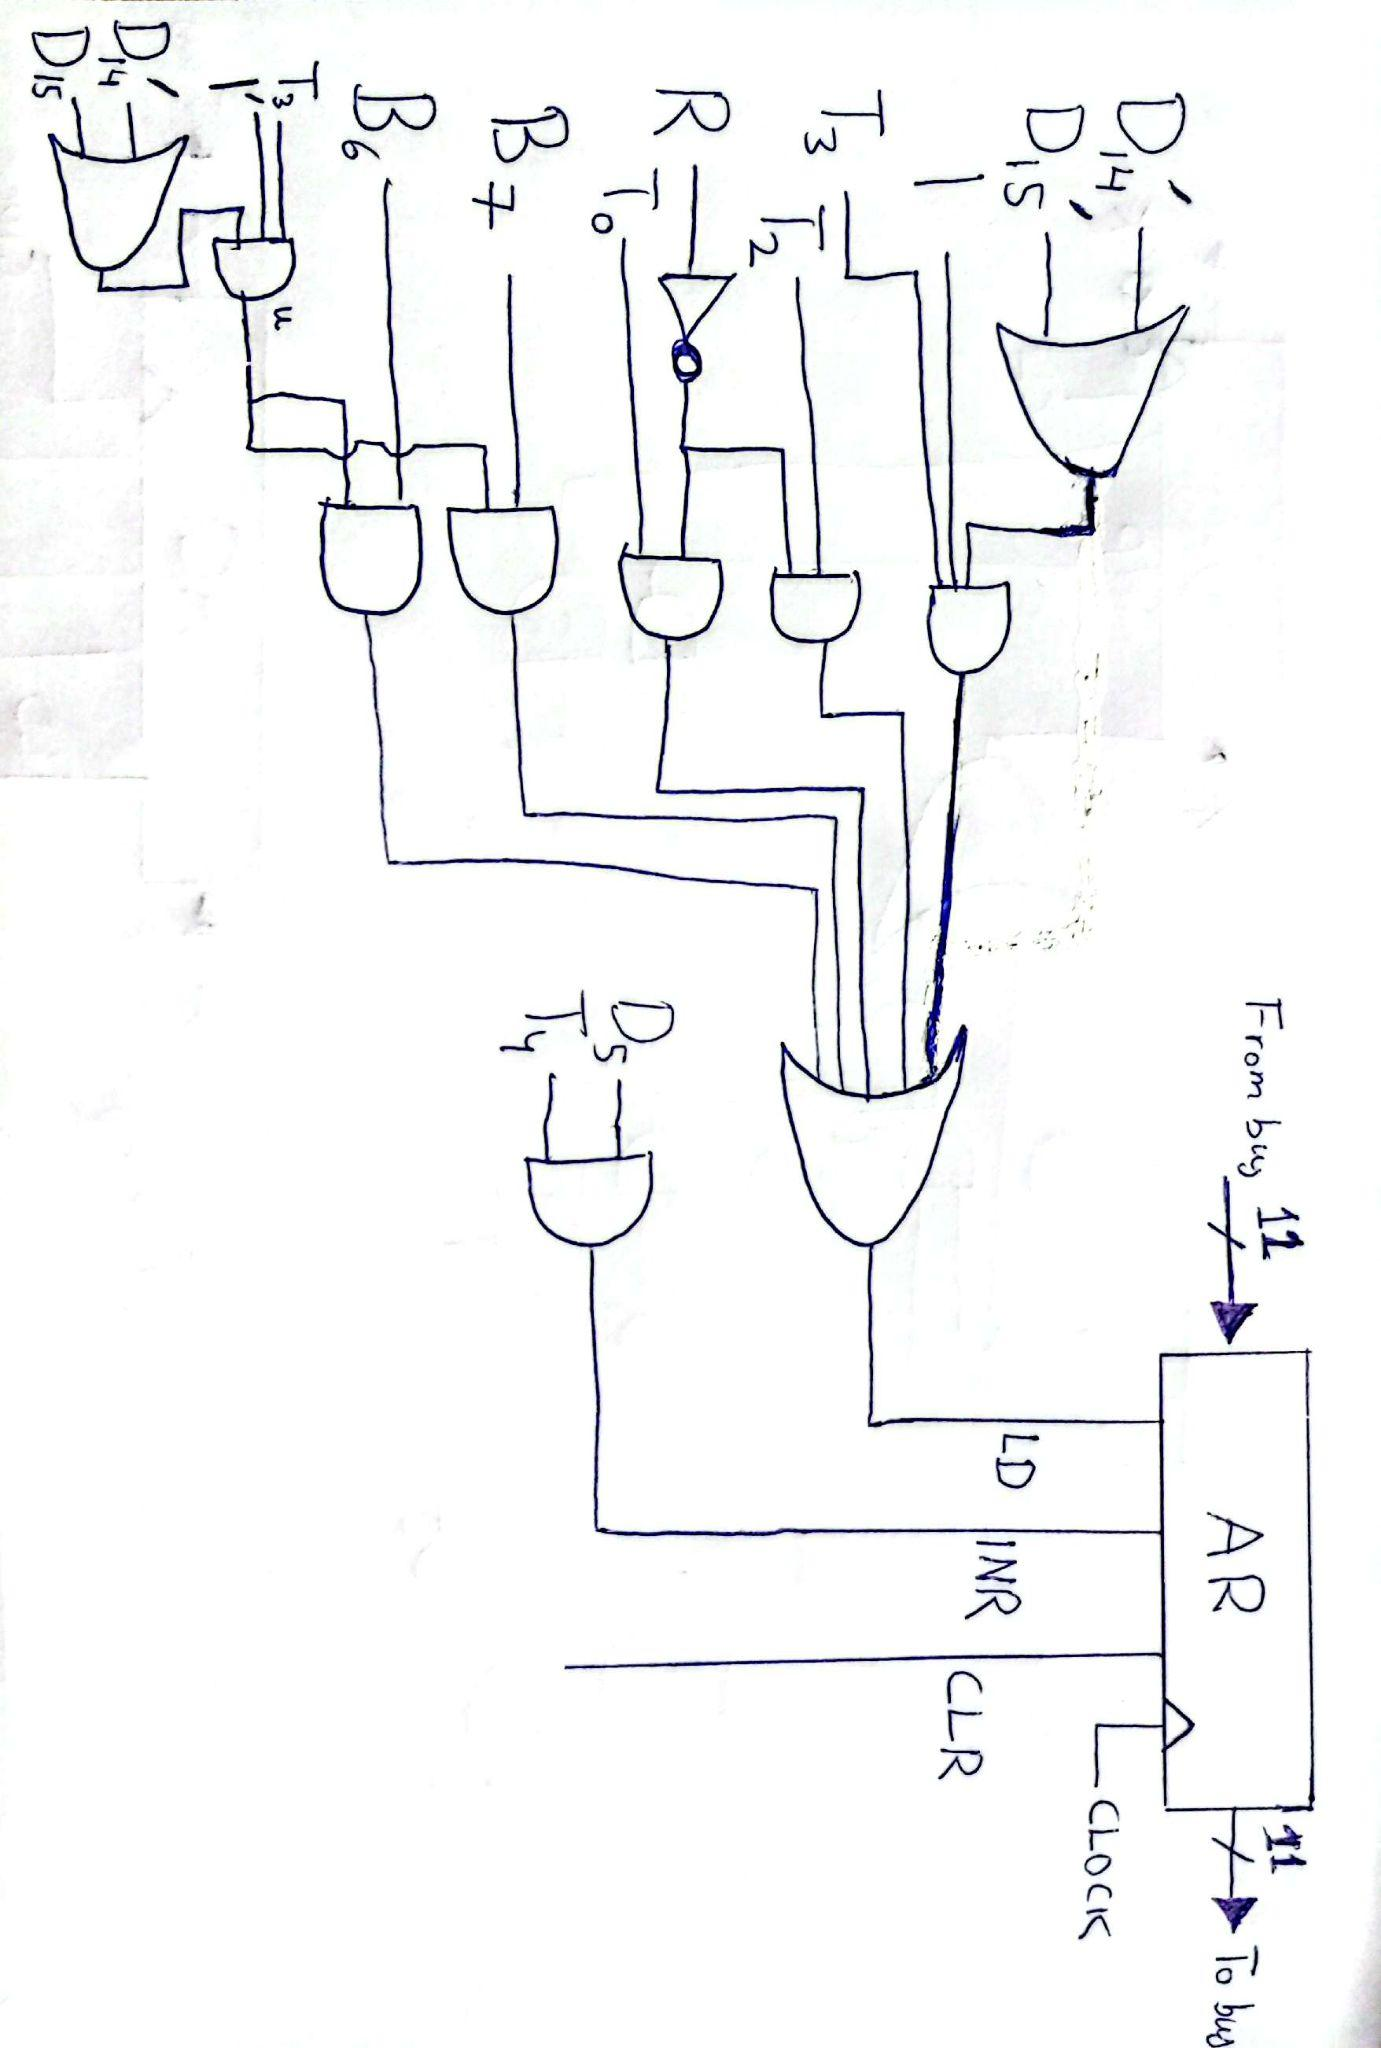 From bus 11
AR
11 To bus
D14'
D15'
I
T3
LD
INR
CLR
CLOCK
T2
R
T0
D5
T4
B7
B6
u
T3
I'
D14'
D15